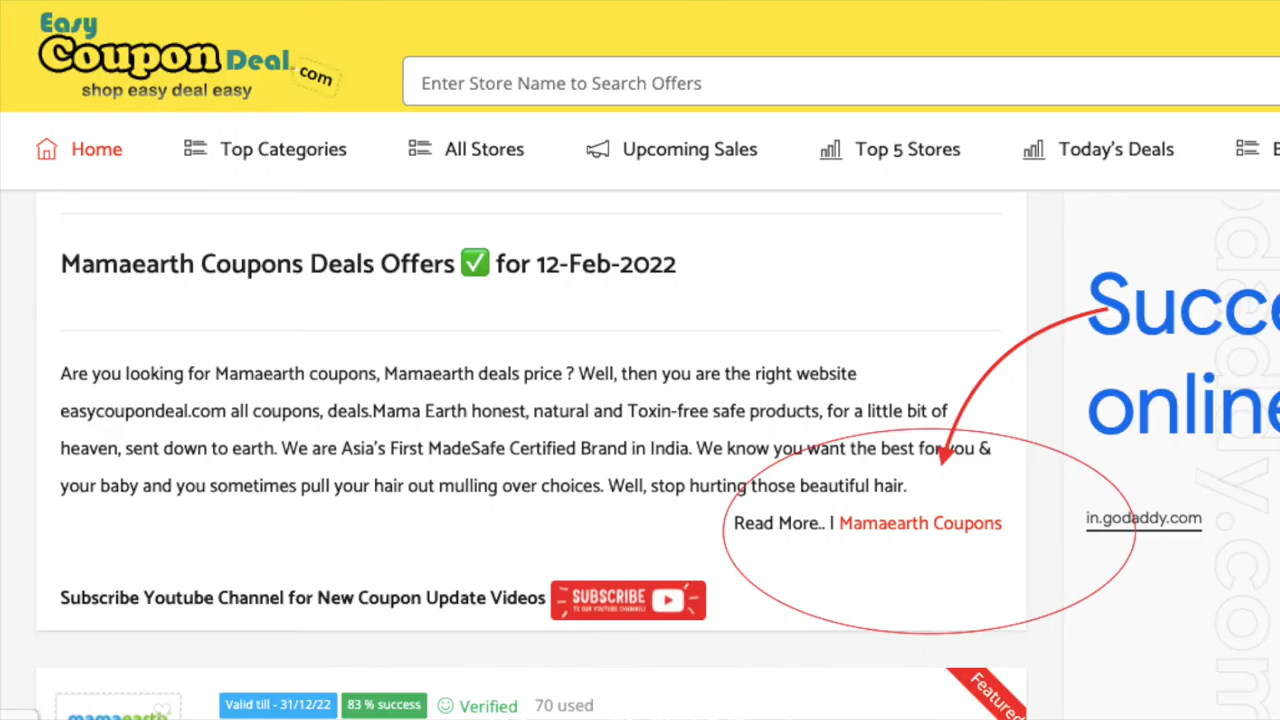 Easy
Coupon Deal.com
shop easy deal easy
Enter Store Name to Search Offers
Home
Top Categories
All Stores
Upcoming Sales
Top 5 Stores
Today's Deals
Mamaearth Coupons Deals Offers ✅ for 12-Feb-2022
Are you looking for Mamaearth coupons, Mamaearth deals price ? Well, then you are the right website
easycoupondeal.com all coupons, deals.Mama Earth honest, natural and Toxin-free safe products, for a little bit of
heaven, sent down to earth. We are Asia's First MadeSafe Certified Brand in India. We know you want the best for you &
your baby and you sometimes pull your hair out mulling over choices. Well, stop hurting those beautiful hair.
Read More.. | Mamaearth Coupons
Subscribe Youtube Channel for New Coupon Update Videos
SUBSCRIBE
TO OUR YOUTUBE CHANNEL!
online
in.godaddy.com
Valid till - 31/12/22
83 % success
Verified
70 used
Featured
mamaearth